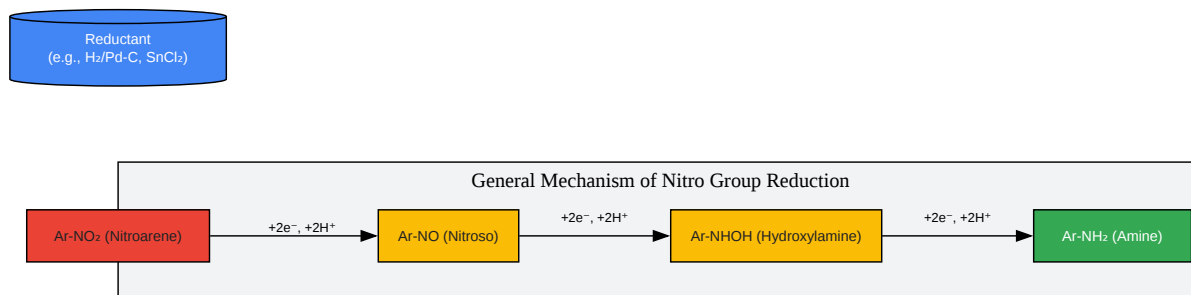 Reductant
(e.g., H₂/Pd-C, SnCl₂)
General Mechanism of Nitro Group Reduction
Ar-NO₂ (Nitroarene)
+2e⁻, +2H⁺
Ar-NO (Nitroso)
+2e⁻, +2H⁺
Ar-NHOH (Hydroxylamine)
+2e⁻, +2H⁺
Ar-NH₂ (Amine)